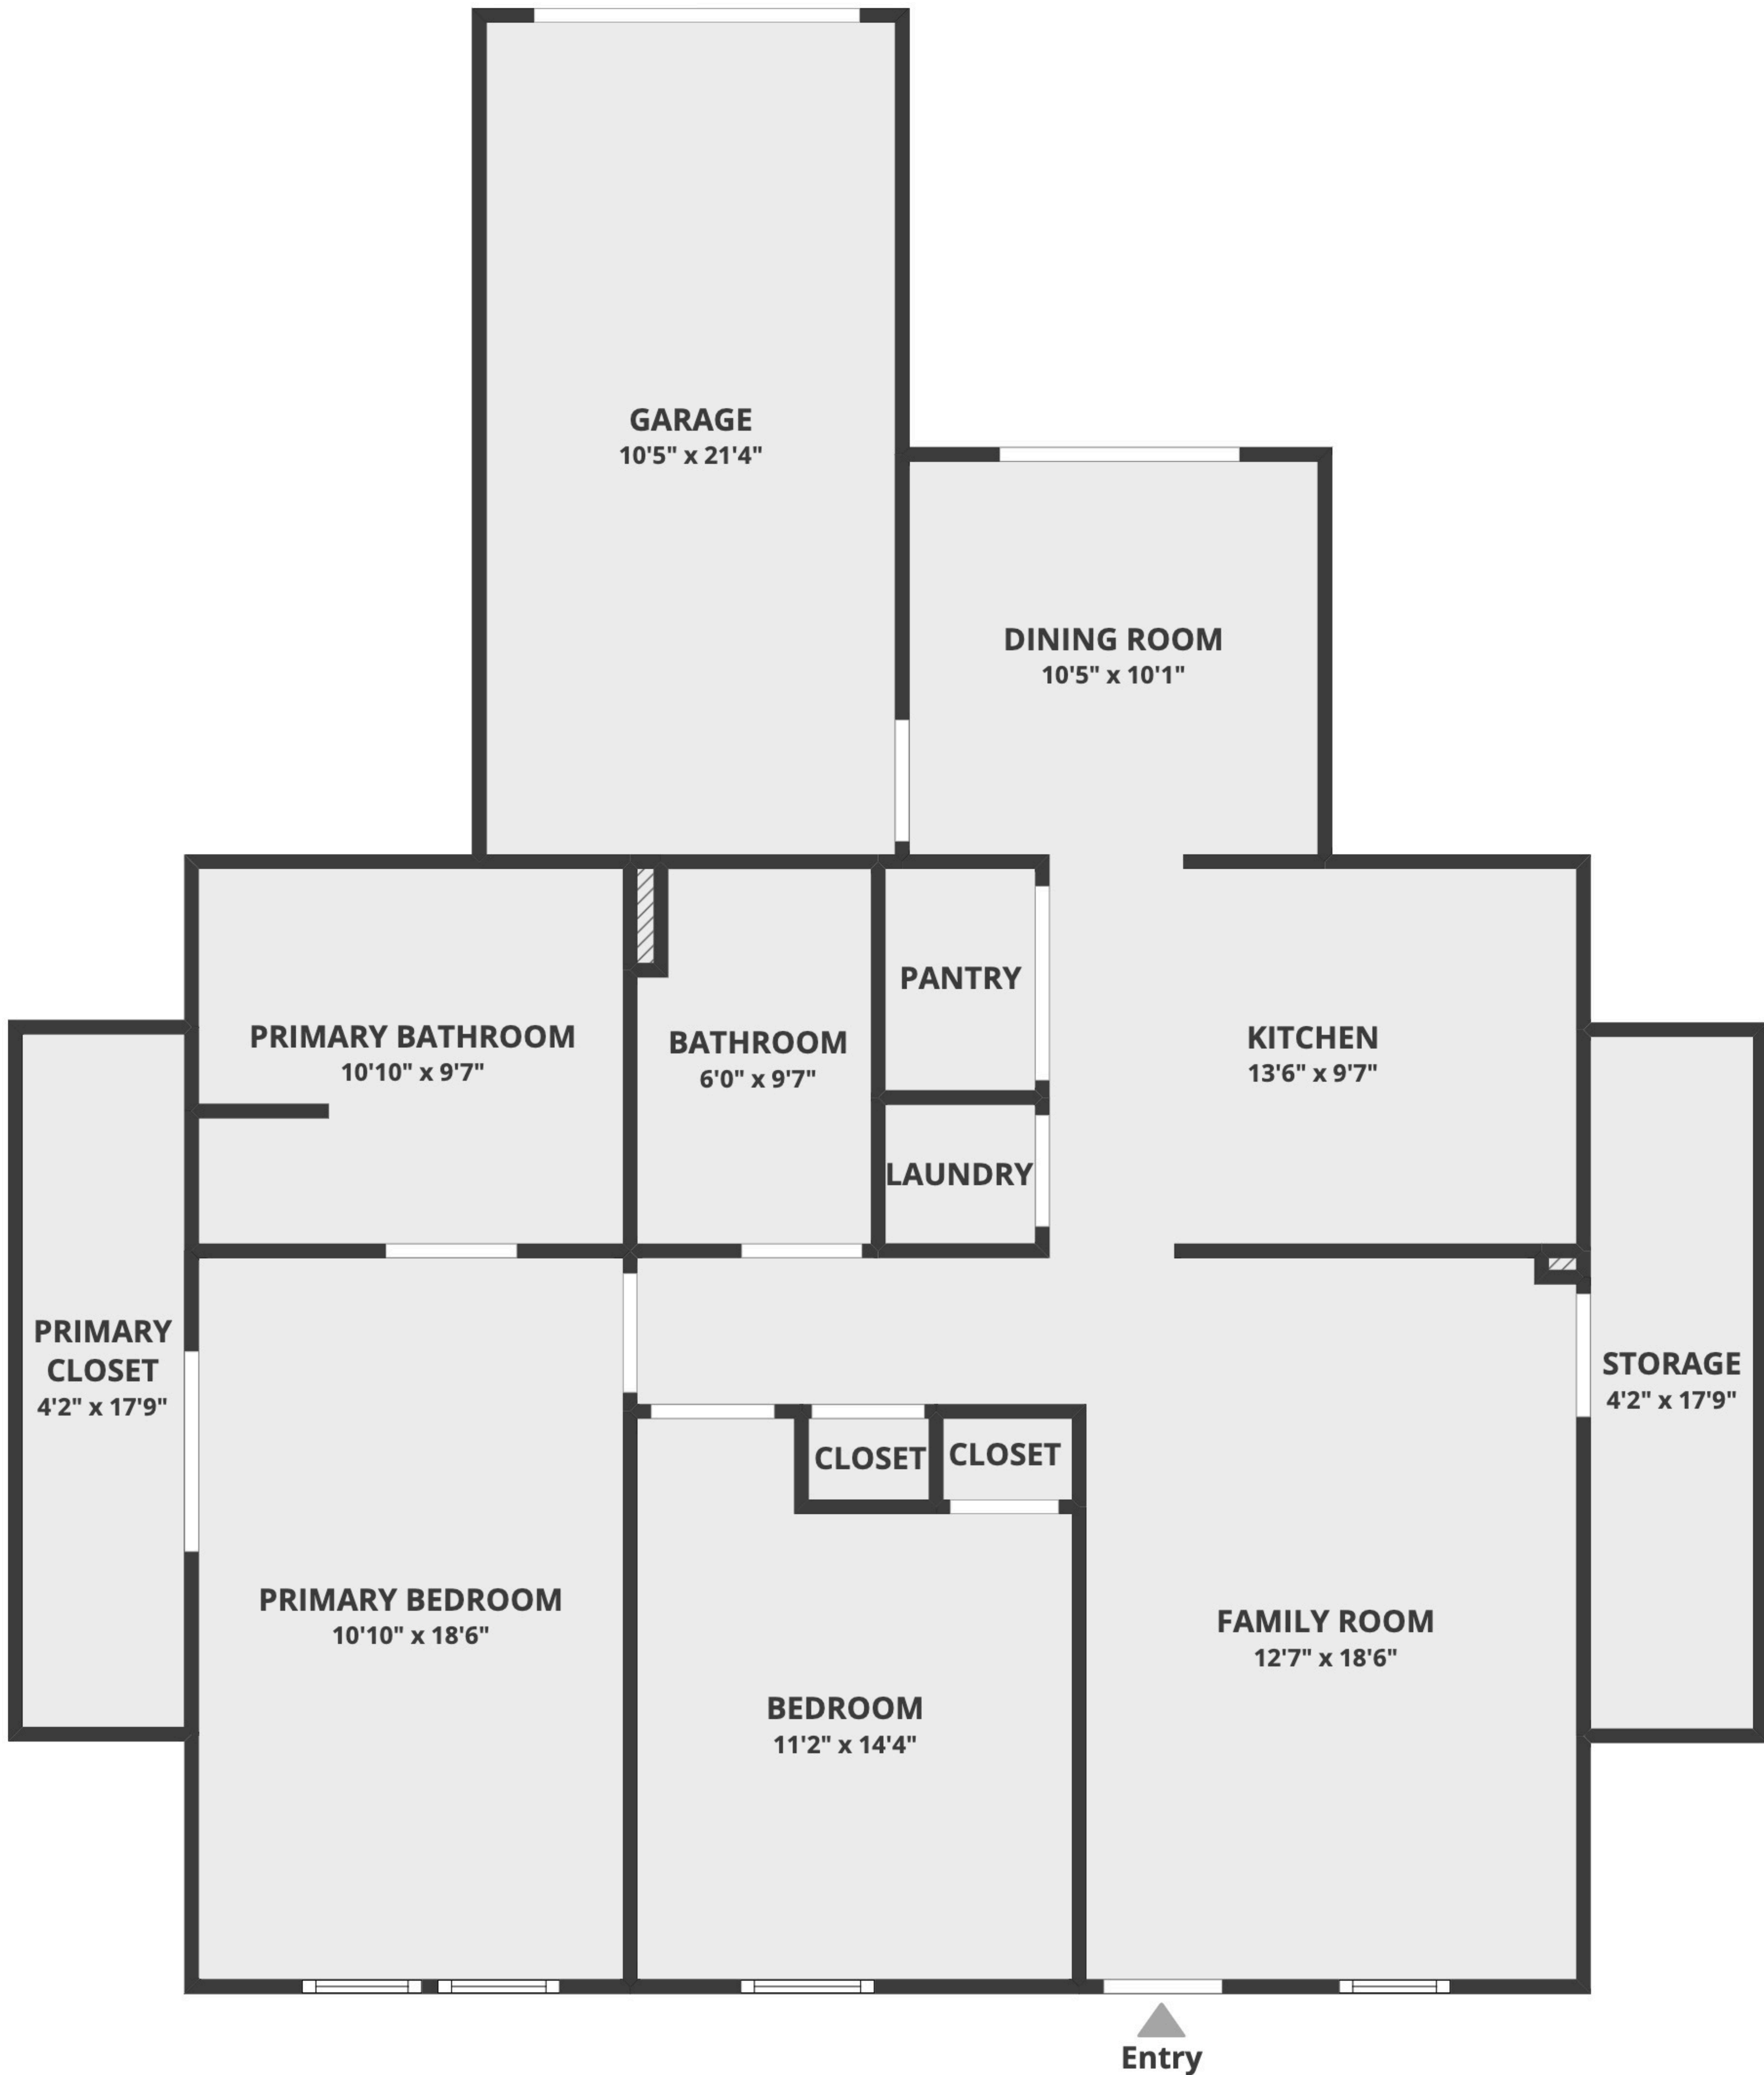 GARAGE
10'5" x 21'4"
DINING ROOM
10'5" x 10'1"
PRIMARY BATHROOM
10'10" x 9'7"
BATHROOM
6'0" x 9'7"
PANTRY
KITCHEN
13'6" x 9'7"
LAUNDRY
PRIMARY
CLOSET
4'2" x 17'9"
STORAGE
4'2" x 17'9"
CLOSET
CLOSET
PRIMARY BEDROOM
10'10" x 18'6"
FAMILY ROOM
12'7" x 18'6"
BEDROOM
11'2" x 14'4"
Entry